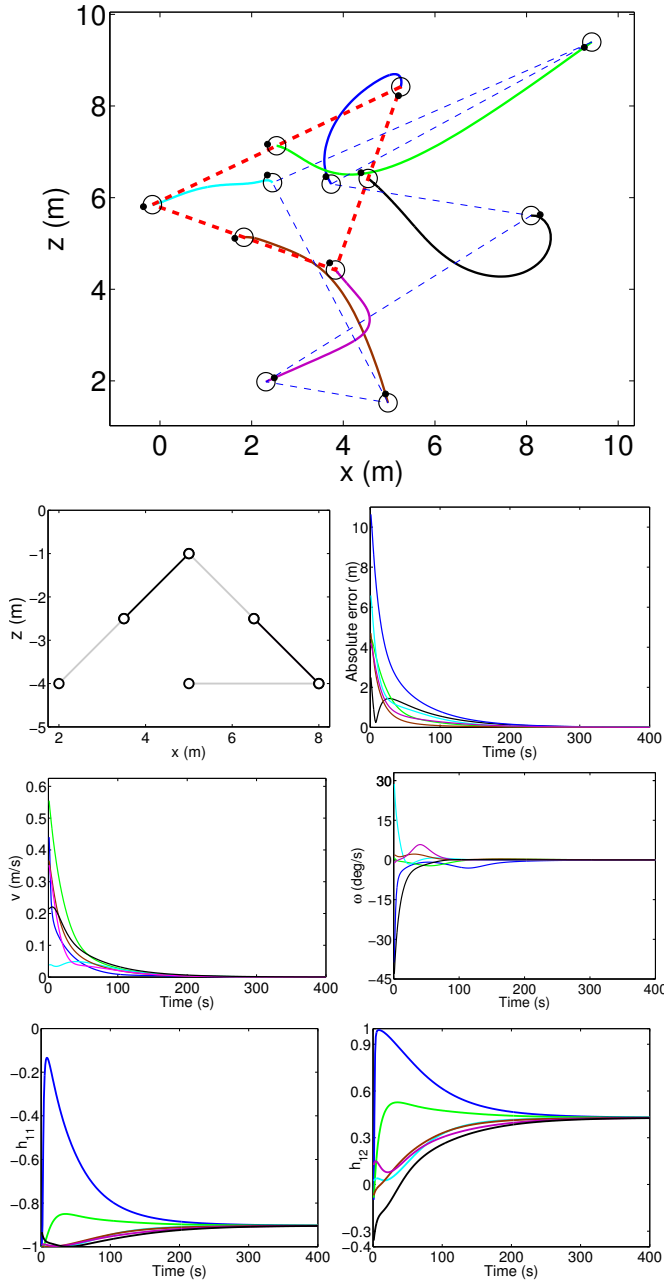 10
8
6
4
2
z (m)
0 2 4 6 8 10
x (m)
0
−1
−2
−3
−4
−5
z (m)
2 4 6 8
x (m)
10
8
6
4
2
0
Absolute error (m)
0 100 200 300 400
Time (s)
0.6
0.5
0.4
0.3
0.2
0.1
0
v (m/s)
0 100 200 300 400
Time (s)
30
15
0
−15
−30
−45
ω (deg/s)
0 100 200 300 400
Time (s)
0
−0.2
−0.4
−0.6
−0.8
−1
h11
0 100 200 300 400
Time (s)
1
0.9
0.6
0.3
0
−0.3
−0.4
h12
0 100 200 300 400
Time (s)